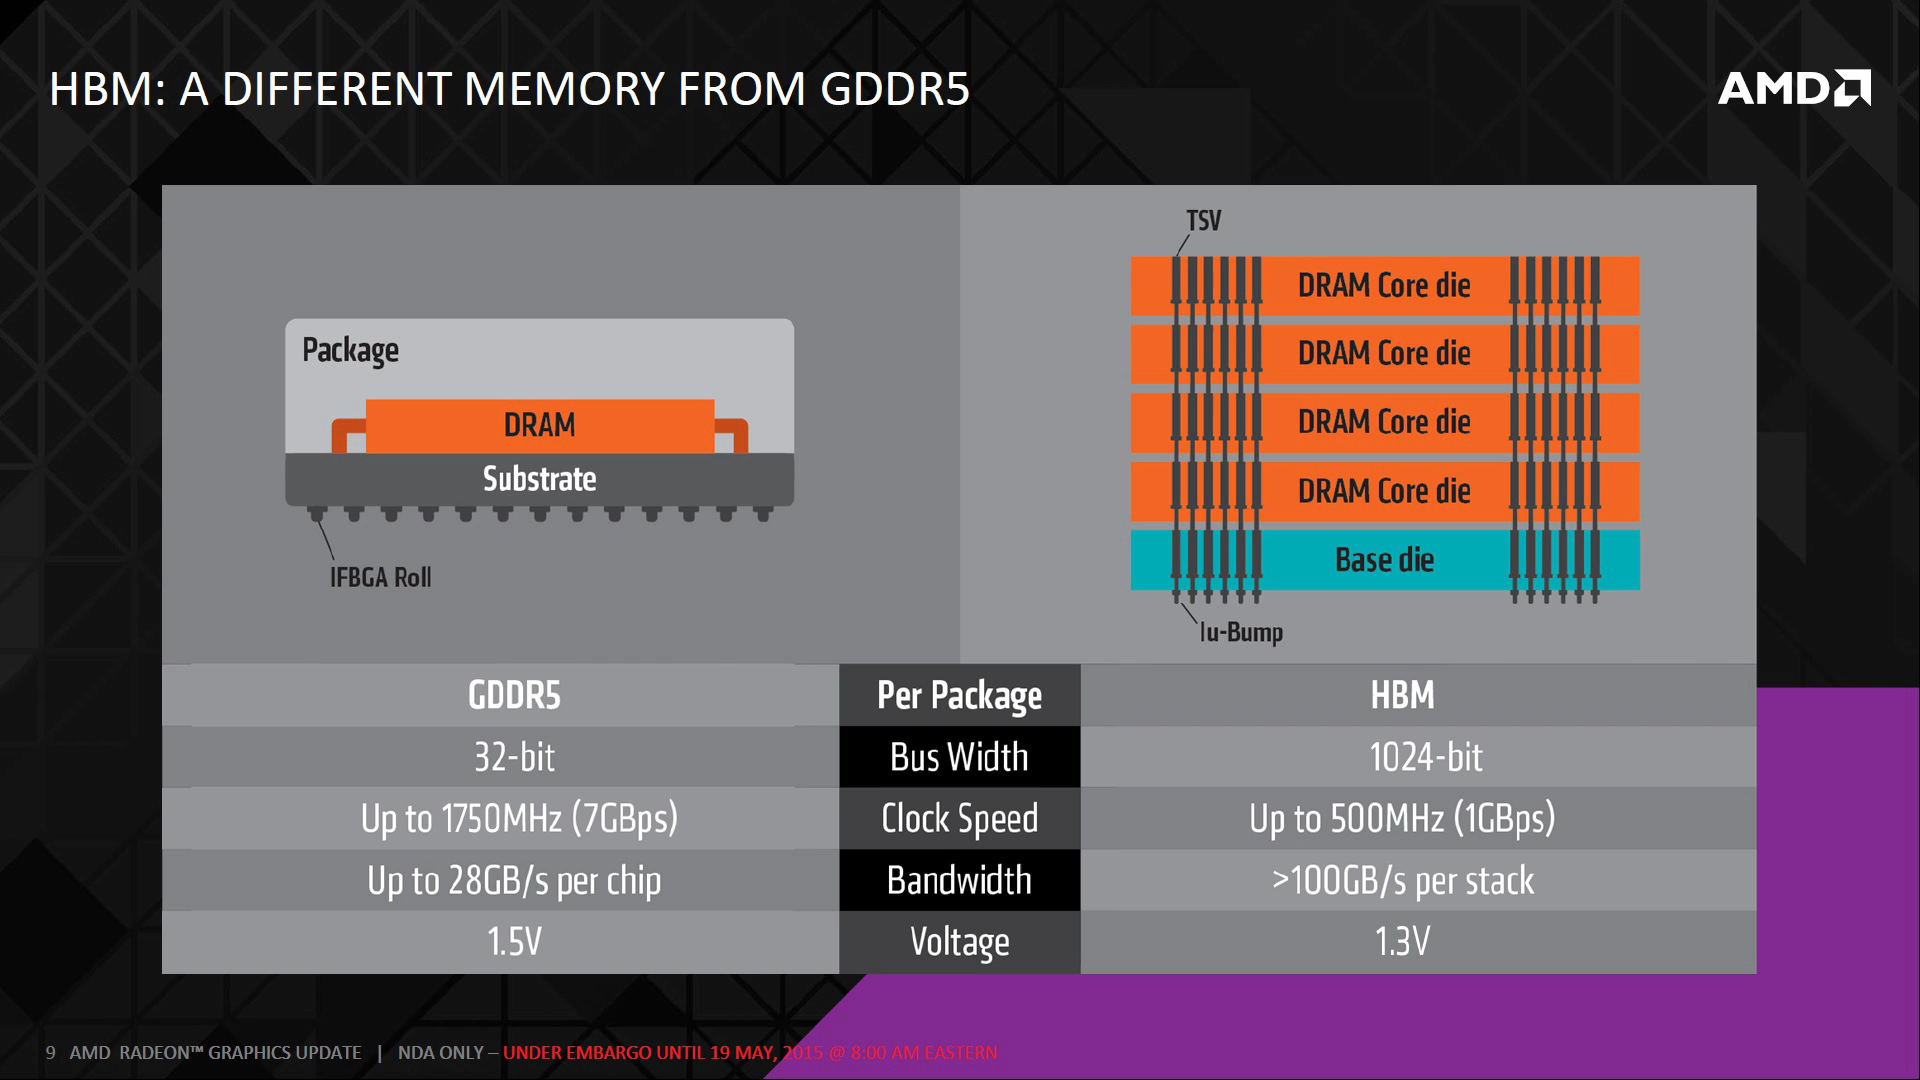 HBM: A DIFFERENT MEMORY FROM GDDR5
AMD
Package
DRAM
Substrate
IFBGA Roll
TSV
DRAM Core die
DRAM Core die
DRAM Core die
DRAM Core die
Base die
Iu-Bump
GDDR5 Per Package HBM
32-bit Bus Width 1024-bit
Up to 1750MHz (7GBps) Clock Speed Up to 500MHz (1GBps)
Up to 28GB/s per chip Bandwidth >100GB/s per stack
1.5V Voltage 1.3V
9 AMD RADEON™ GRAPHICS UPDATE | NDA ONLY – UNDER EMBARGO UNTIL 19 MAY, 2015 @ 8:00 AM EASTERN